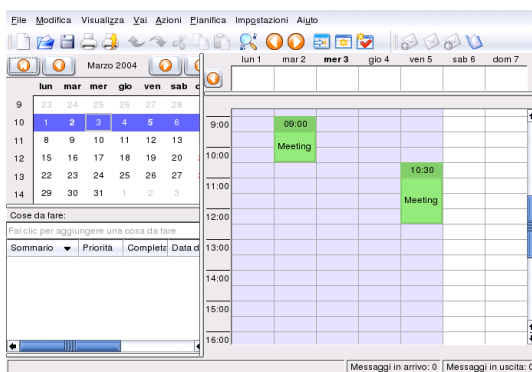 File Modifica Visualizza Vai Azioni Pianifica Impostazioni Aiuto
Marzo 2004
lun 1 mar 2 mer 3 gio 4 ven 5 sab 6 dom 7
lun mar mer gio ven sab
9 23 24 25 26 27 28
10 1 2 3 4 5 6
11 8 9 10 11 12 13
12 15 16 17 18 19 20
13 22 23 24 25 26 27
14 29 30 31 1 2 3
Cose da fare:
Fai clic per aggiungere una cosa da fare
Sommario Priorità Completa Data d
9:00
10:00
11:00
12:00
13:00
14:00
15:00
16:00
09:00
Meeting
10:30
Meeting
Messaggi in arrivo: 0 Messaggi in uscita: 0